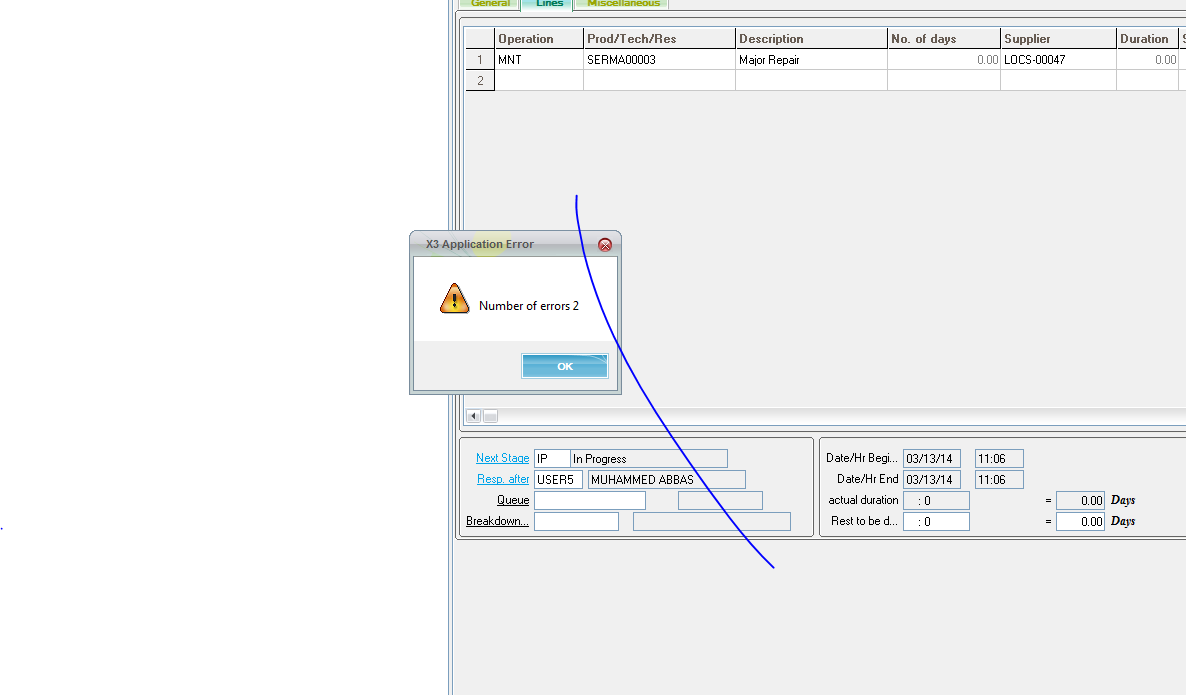 General Lines Miscellaneous
Operation Prod/Tech/Res Description No. of days Supplier Duration S
1 MNT SERMA00003 Major Repair 0.00 LOCS-00047 0.00
2
X3 Application Error
Number of errors 2
OK
Next Stage IP In Progress
Resp. after USER5 MUHAMMED ABBAS
Queue
Breakdown...
Date/Hr Begi... 03/13/14 11:06
Date/Hr End 03/13/14 11:06
actual duration : 0 = 0.00 Days
Rest to be d... : 0 = 0.00 Days